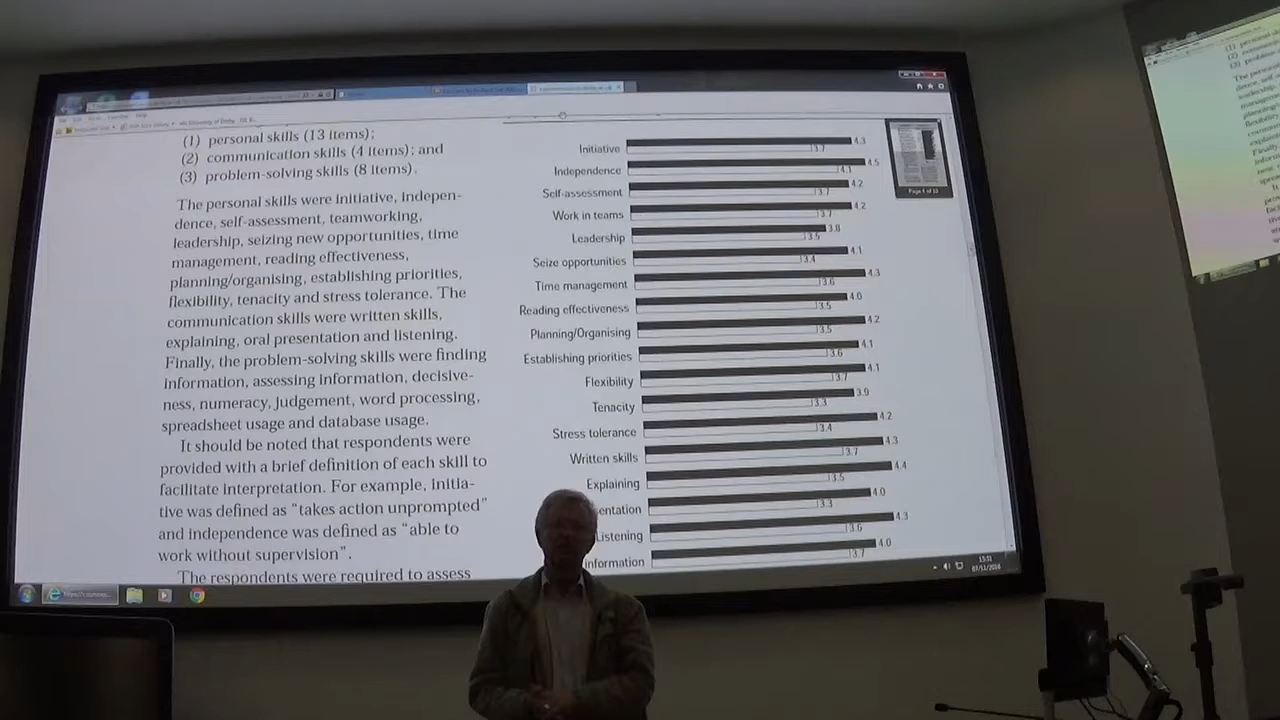 (1) personal skills (13 items);
(2) communication skills (4 items); and
(3) problem-solving skills (8 items).
The personal skills were initiative, indepen-
dence, self-assessment, teamworking,
leadership, seizing new opportunities, time
management, reading effectiveness,
planning/organising, establishing priorities,
flexibility, tenacity and stress tolerance. The
communication skills were written skills,
explaining, oral presentation and listening.
Finally, the problem-solving skills were finding
information, assessing information, decisive-
ness, numeracy, judgement, word processing,
spreadsheet usage and database usage.
It should be noted that respondents were
provided with a brief definition of each skill to
facilitate interpretation. For example, initia-
tive was defined as “takes action unprompted”
and independence was defined as “able to
work without supervision”.
The respondents were required to assess
Initiative 4.3
3.7
Independence 4.5
4.1
Self-assessment 4.2
3.7
Work in teams 4.2
3.7
Leadership 3.8
3.5
Seize opportunities 4.1
3.4
Time management 4.3
3.6
Reading effectiveness 4.0
3.5
Planning/Organising 4.2
3.5
Establishing priorities 4.1
3.6
Flexibility 4.1
3.7
Tenacity 3.9
3.3
Stress tolerance 4.2
3.4
Written skills 4.3
3.7
Explaining 4.4
3.5
entation 4.0
3.3
Listening 4.3
3.6
information 4.0
3.7
Page 1 of 12
15:51
07/11/2016